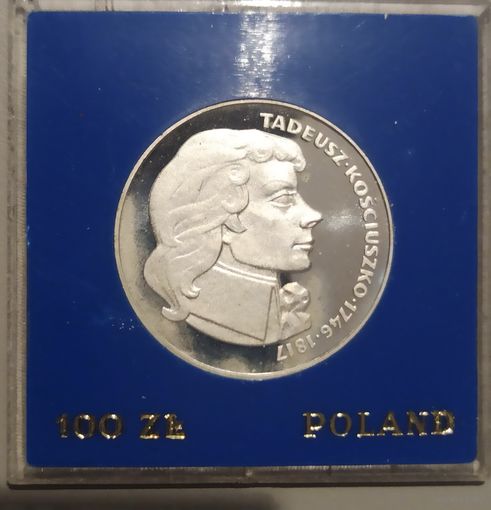 TADEUSZ·KOŚCIUSZKO·1746·1817
100 ZŁ POLAND